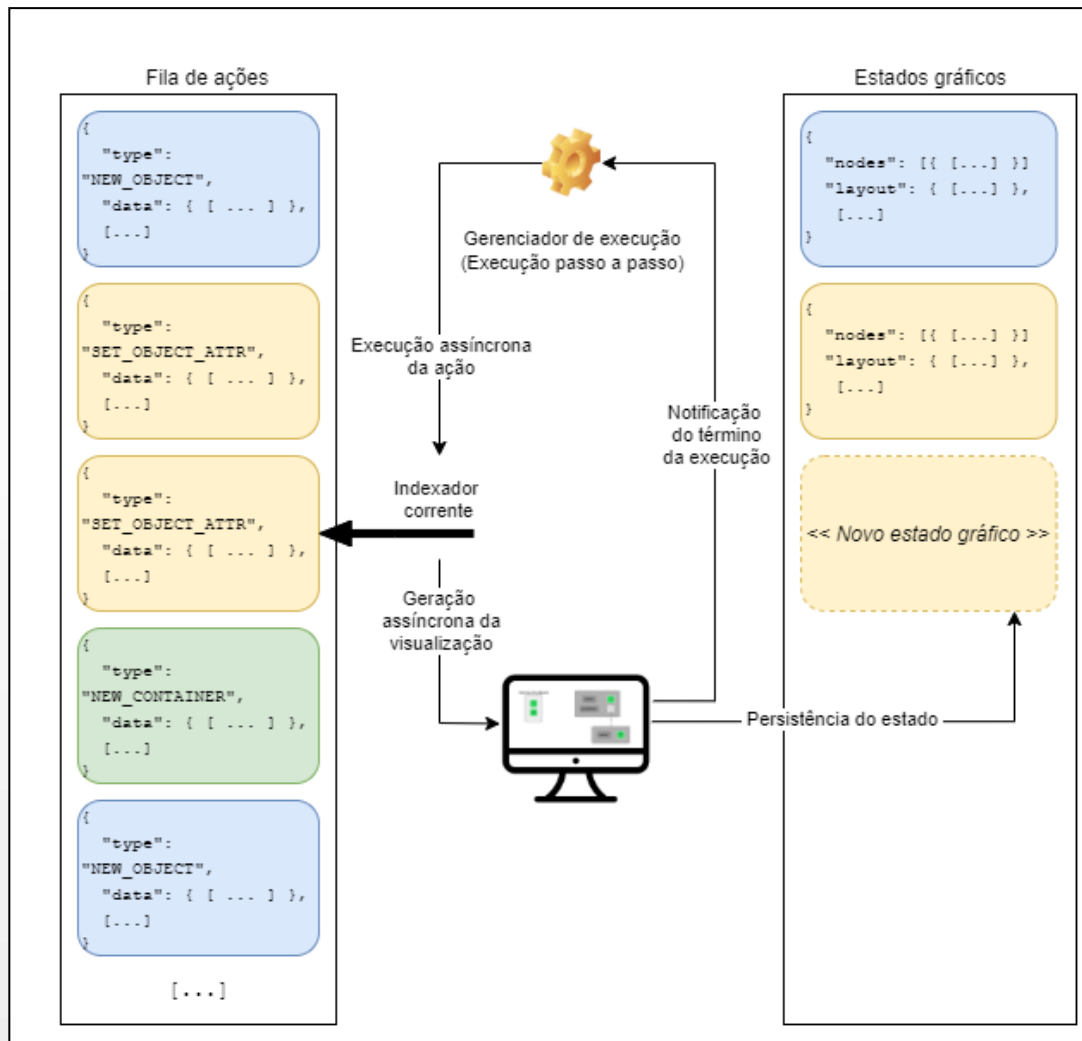 Fila de ações
{
"type":
"NEW_OBJECT",
"data": { [ ... ] },
[...]
}
{
"type":
"SET_OBJECT_ATTR",
"data": { [ ... ] },
[...]
}
{
"type":
"SET_OBJECT_ATTR",
"data": { [ ... ] },
[...]
}
{
"type":
"NEW_CONTAINER",
"data": { [ ... ] },
[...]
}
{
"type":
"NEW_OBJECT",
"data": { [ ... ] },
[...]
}
[...]
Gerenciador de execução
(Execução passo a passo)
Execução assíncrona
da ação
Indexador
corrente
Geração
assíncrona da
visualização
Notificação
do término
da execução
Persistência do estado
Estados gráficos
{
"nodes": [{ [...] }]
"layout": { [...] },
[...]
}
{
"nodes": [{ [...] }]
"layout": { [...] },
[...]
}
<< Novo estado gráfico >>